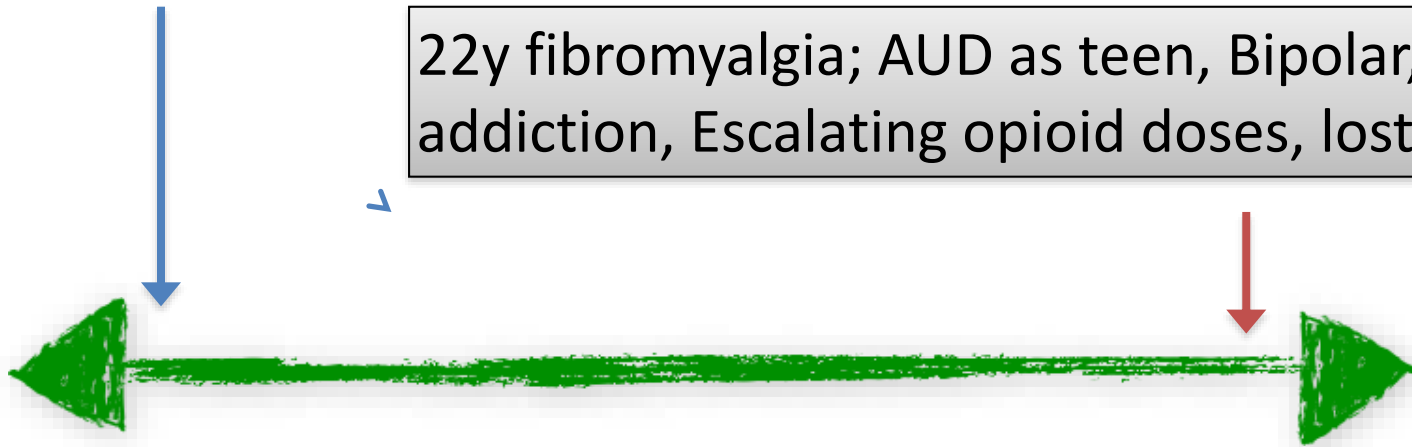 22y fibromyalgia; AUD as teen, Bipolar,
addiction, Escalating opioid doses, lost